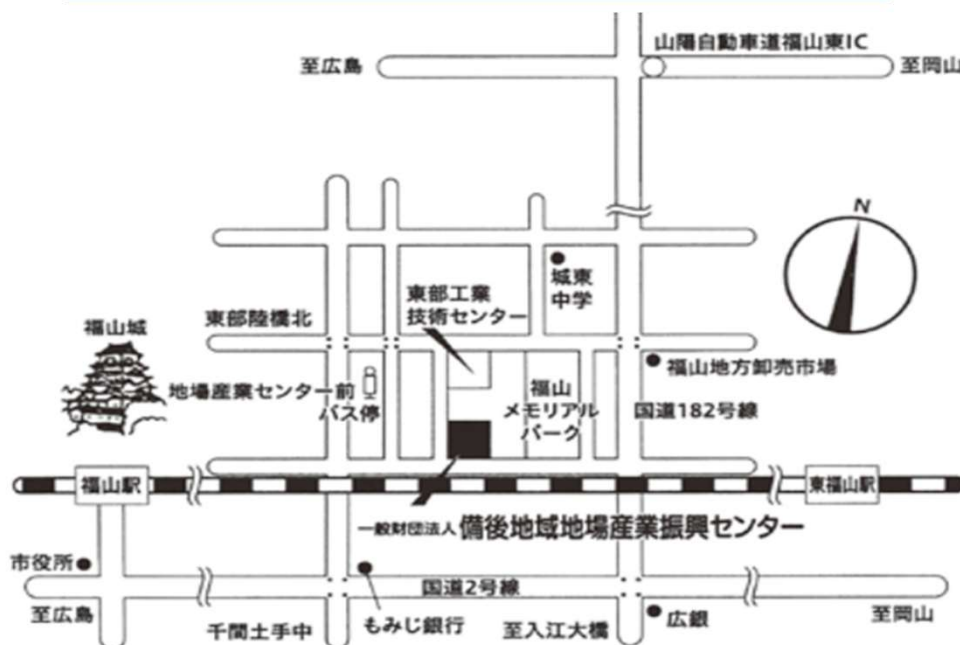 山陽自動車道福山東IC
至広島
至岡山
N
城東
中学
東部工業
技術センター
東部陸橋北
福山城
福山地方卸売市場
地場産業センター前
バス停
福山
メモリアル
パーク
国道182号線
福山駅
東福山駅
一般財団法人 備後地域地場産業振興センター
市役所
国道2号線
至広島
千間土手中
もみじ銀行
至入江大橋
広銀
至岡山